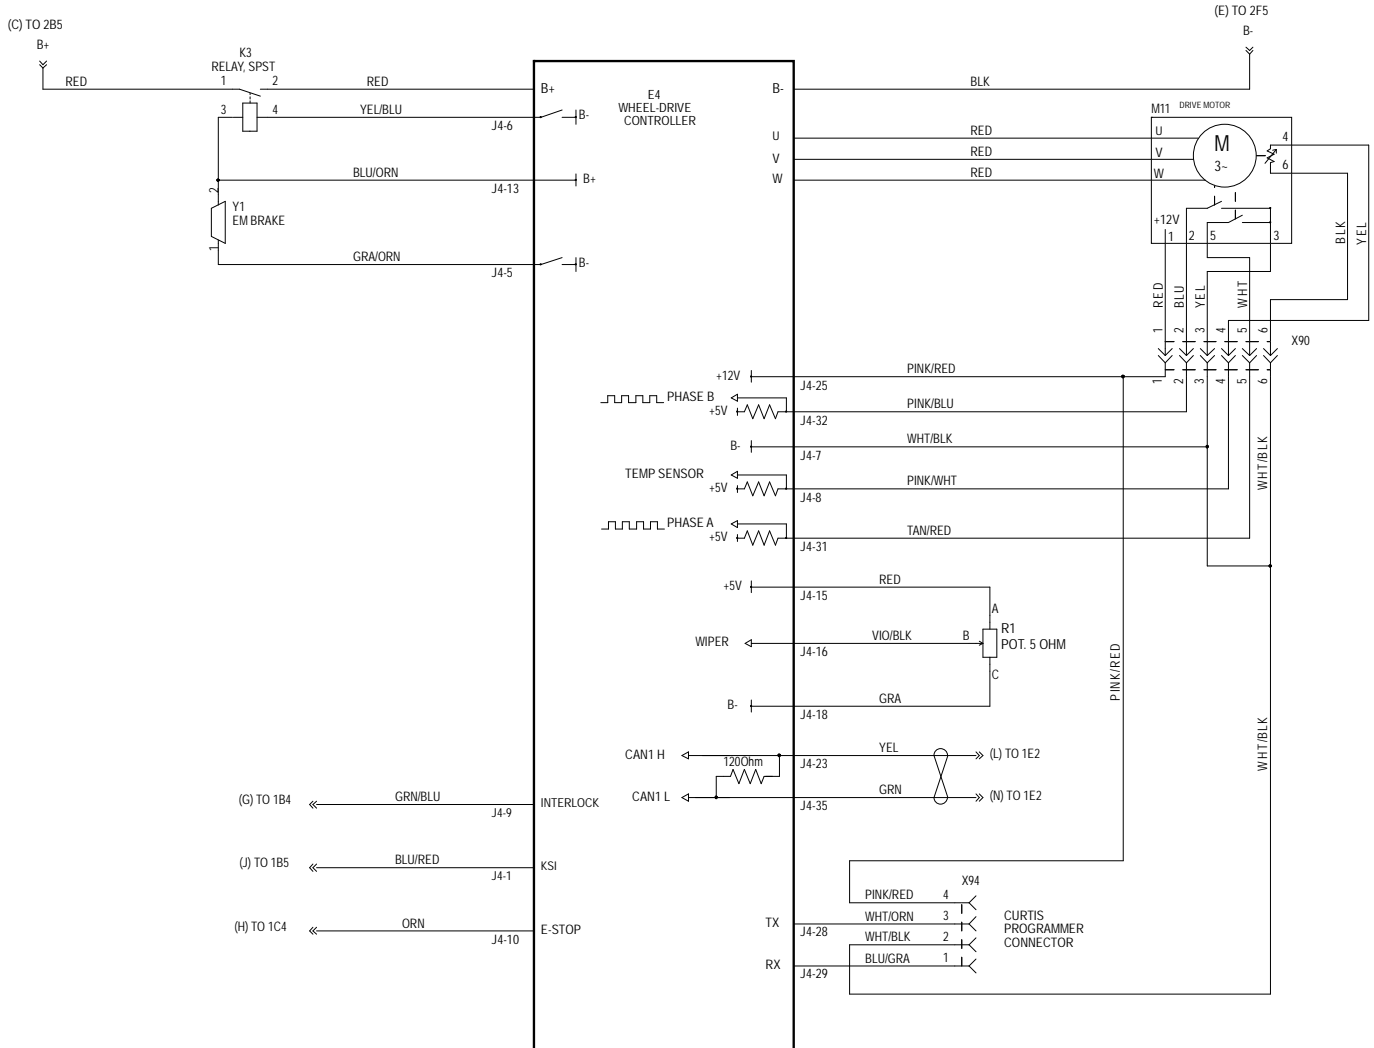 (C) TO 2B5
B+
(E) TO 2F5
B-
K3
RELAY, SPST
1
2
RED
RED
B+
E4
WHEEL-DRIVE
CONTROLLER
B-
BLK
3
4
YEL/BLU
J4-6
B-
M11
DRIVE MOTOR
U
RED
U
V
RED
V
W
RED
W
M
3~
4
6
BLU/ORN
J4-13
B+
2
Y1
EM BRAKE
1
GRA/ORN
J4-5
B-
+12V
1
2
5
3
BLK
YEL
RED
BLU
YEL
WHT
1
2
3
4
5
6
X90
1
2
3
4
5
6
+12V
PINK/RED
J4-25
PHASE B
+5V
PINK/BLU
J4-32
B-
WHT/BLK
J4-7
WHT/BLK
TEMP SENSOR
+5V
PINK/WHT
J4-8
PHASE A
+5V
TAN/RED
J4-31
+5V
RED
J4-15
A
WIPER
VIO/BLK
J4-16
B
R1
POT. 5 OHM
C
B-
GRA
J4-18
PINK/RED
WHT/BLK
CAN1 H
YEL
J4-23
(L) TO 1E2
120Ohm
CAN1 L
GRN
J4-35
(N) TO 1E2
(G) TO 1B4
GRN/BLU
J4-9
INTERLOCK
(J) TO 1B5
BLU/RED
J4-1
KSI
(H) TO 1C4
ORN
J4-10
E-STOP
X94
PINK/RED
4
TX
J4-28
WHT/ORN
3
WHT/BLK
2
RX
J4-29
BLU/GRA
1
CURTIS
PROGRAMMER
CONNECTOR